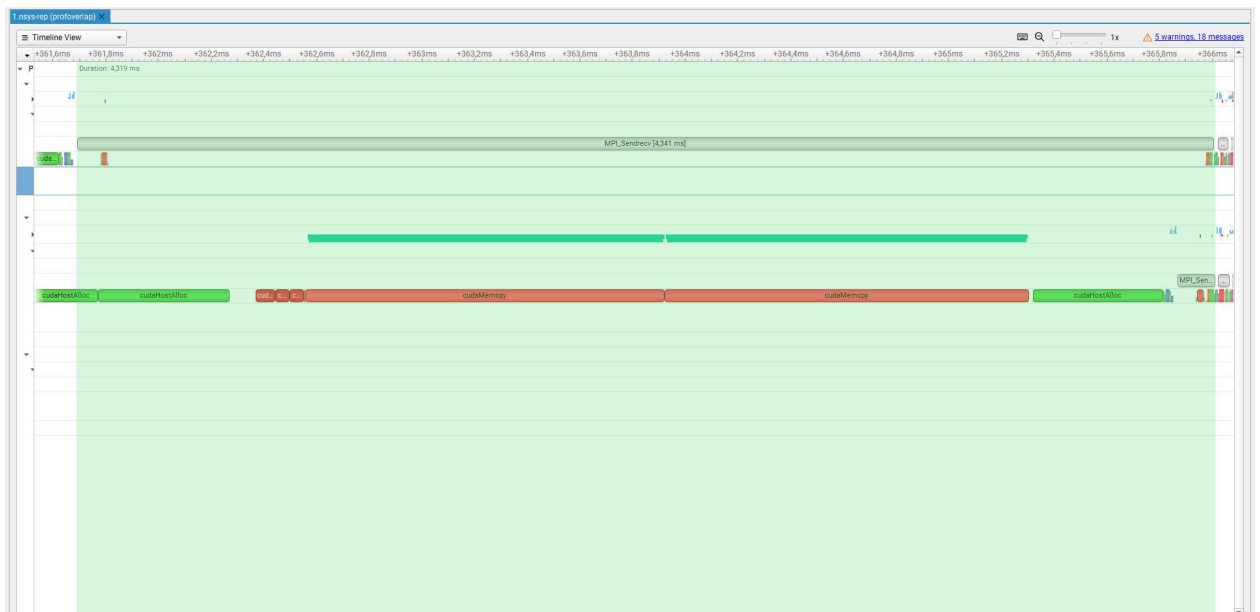 1.nsys-rep (profoverlap) ×
Timeline View 1x 5 warnings, 18 messages
+361,6ms +361,8ms +362ms +362,2ms +362,4ms +362,6ms +362,8ms +363ms +363,2ms +363,4ms +363,6ms +363,8ms +364ms +364,2ms +364,4ms +364,6ms +364,8ms +365ms +365,2ms +365,4ms +365,6ms +365,8ms +366ms
P Duration: 4,319 ms
MPI_Sendrecv [4,341 ms] ...
cuda...
MPI_Sen... ...
cudaHostAlloc cudaHostAlloc cud... c... c... cudaMemcpy cudaMemcpy cudaHostAlloc